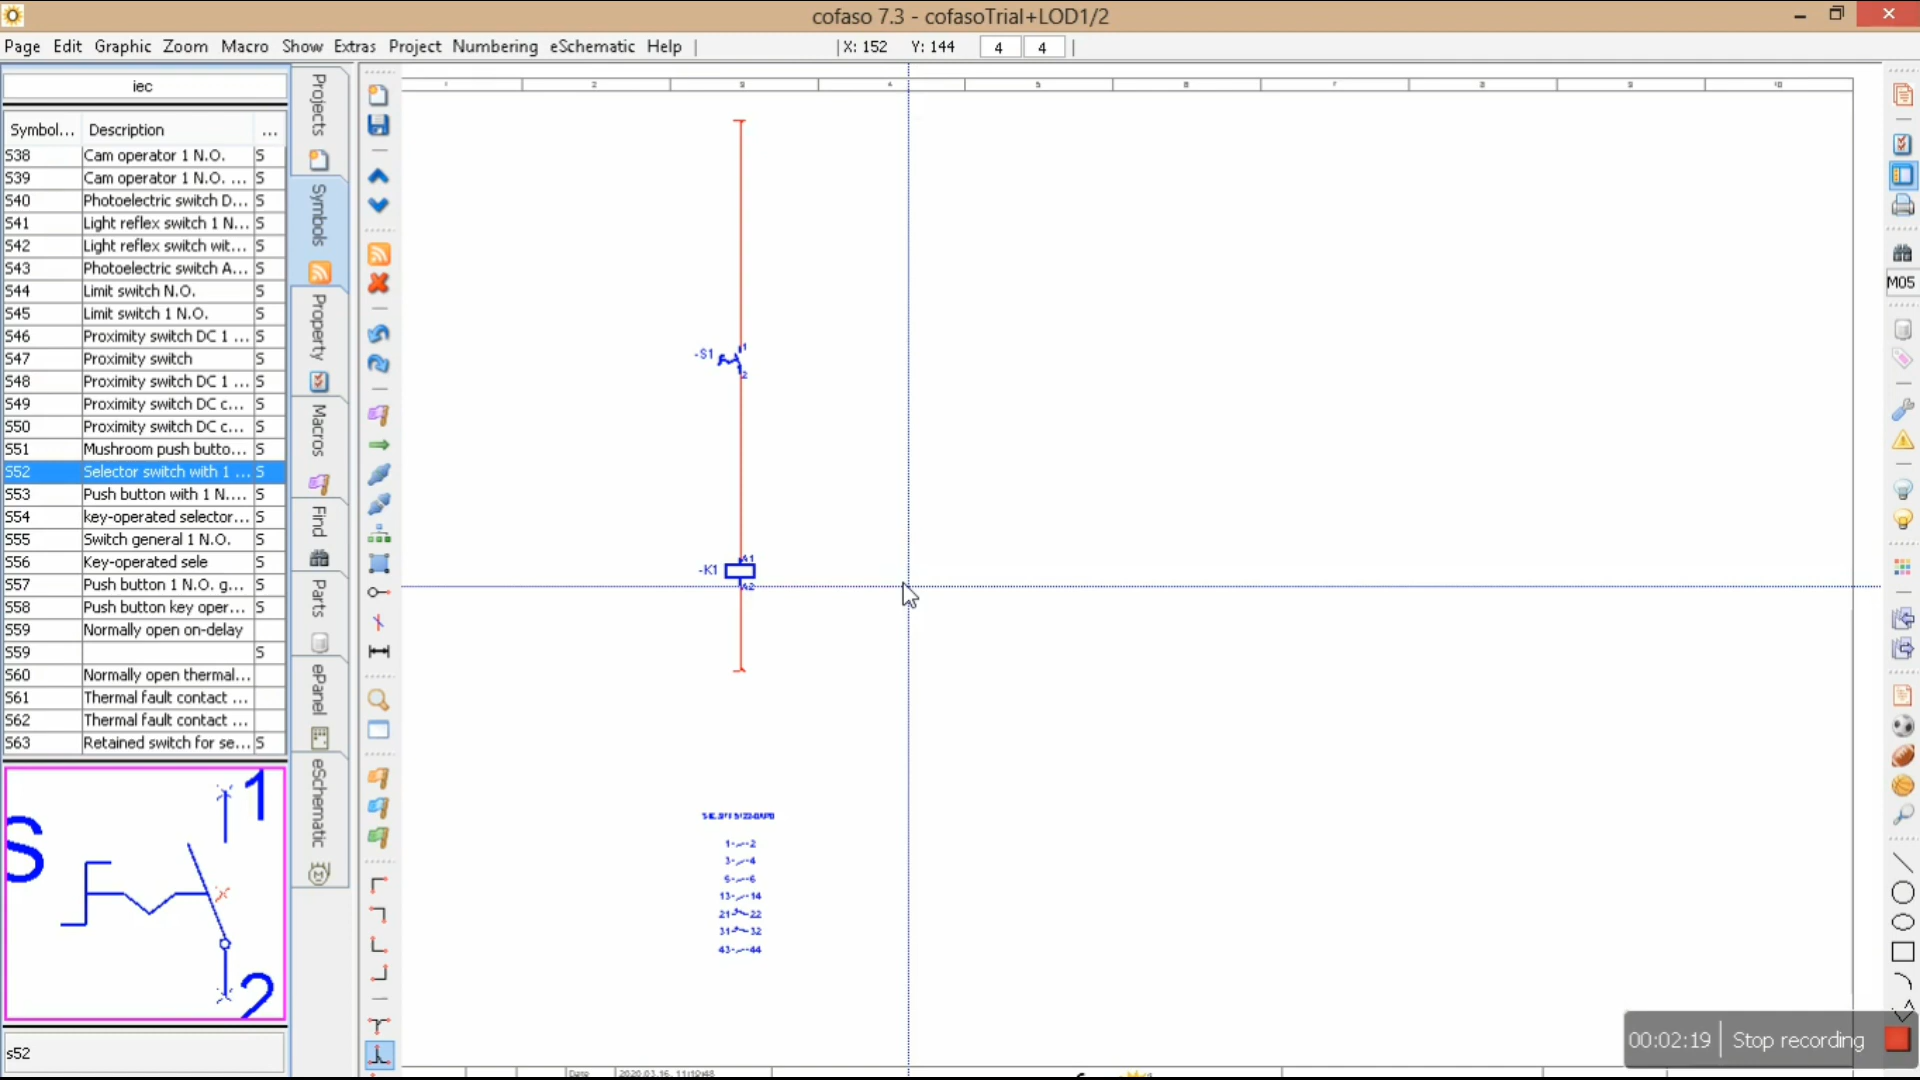 cofaso 7.3 - cofasoTrial+LOD1/2
Page Edit Graphic Zoom Macro Show Extras Project Numbering eSchematic Help
X: 152 Y: 144 4 4
iec
Symbol... Description ...
S38 Cam operator 1 N.O. S
S39 Cam operator 1 N.O. ... S
S40 Photoelectric switch D... S
S41 Light reflex switch 1 N... S
S42 Light reflex switch wit... S
S43 Photoelectric switch A... S
S44 Limit switch N.O. S
S45 Limit switch 1 N.O. S
S46 Proximity switch DC 1 ... S
S47 Proximity switch S
S48 Proximity switch DC 1 ... S
S49 Proximity switch DC c... S
S50 Proximity switch DC c... S
S51 Mushroom push butto... S
S52 Selector switch with 1 ... S
S53 Push button with 1 N.... S
S54 key-operated selector... S
S55 Switch general 1 N.O. S
S56 Key-operated sele S
S57 Push button 1 N.O. g... S
S58 Push button key oper... S
S59 Normally open on-delay
S59 S
S60 Normally open thermal...
S61 Thermal fault contact ...
S62 Thermal fault contact ...
S63 Retained switch for se... S
S 1
2
s52
Projects
Symbols
Property
Macros
Find
Parts
ePanel
eSchematic
1 2 3 4 5 6 7 8 9 10
-S1 1
2
-K1 A1
A2
1 2
3 4
5 6
13 14
21 22
31 32
43 44
Date 2020.03.16. 11:19:48
M05
00:02:19 Stop recording